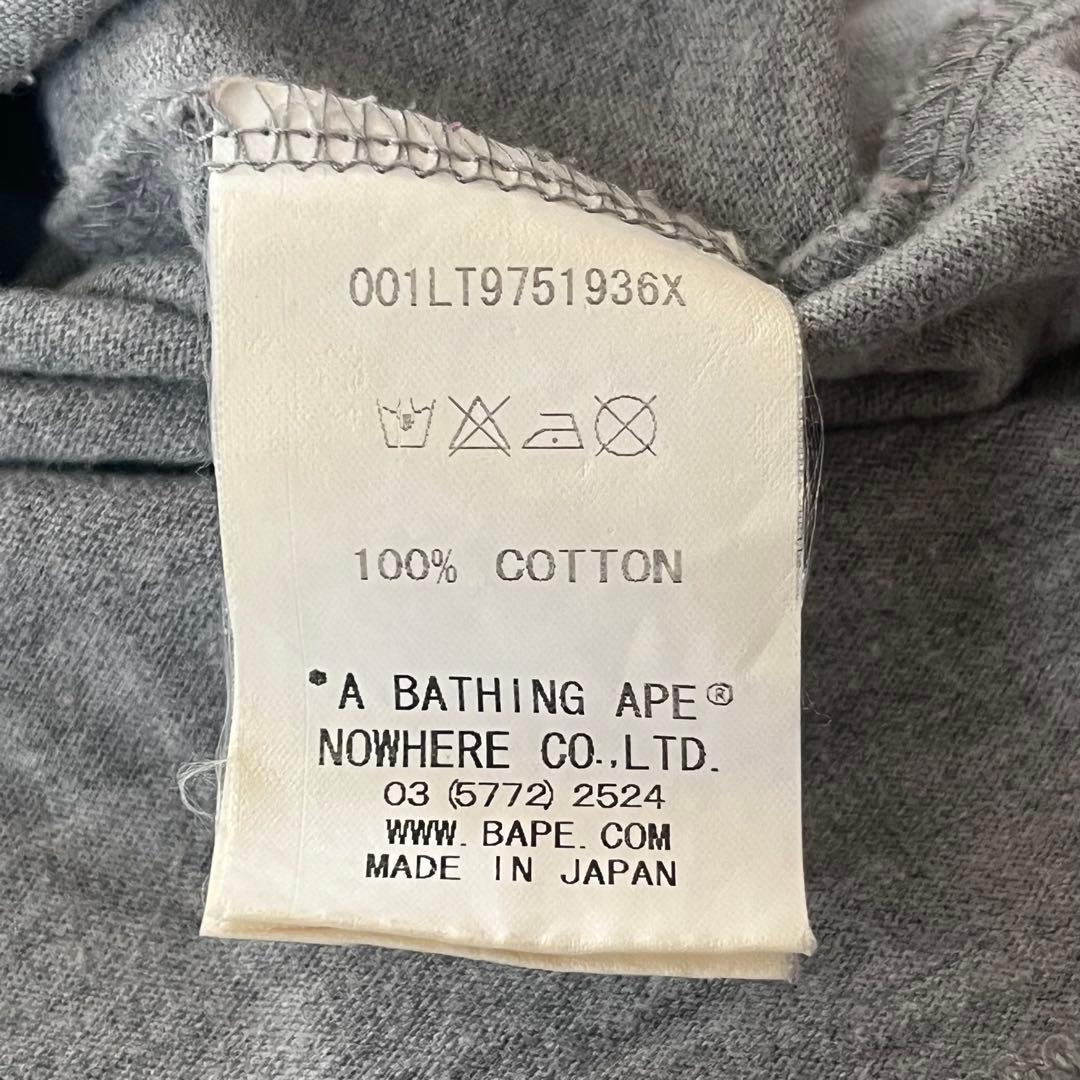 001LT9751936X
100% COTTON
*A BATHING APE®
NOWHERE CO.,LTD.
03 (5772) 2524
WWW. BAPE. COM
MADE IN JAPAN